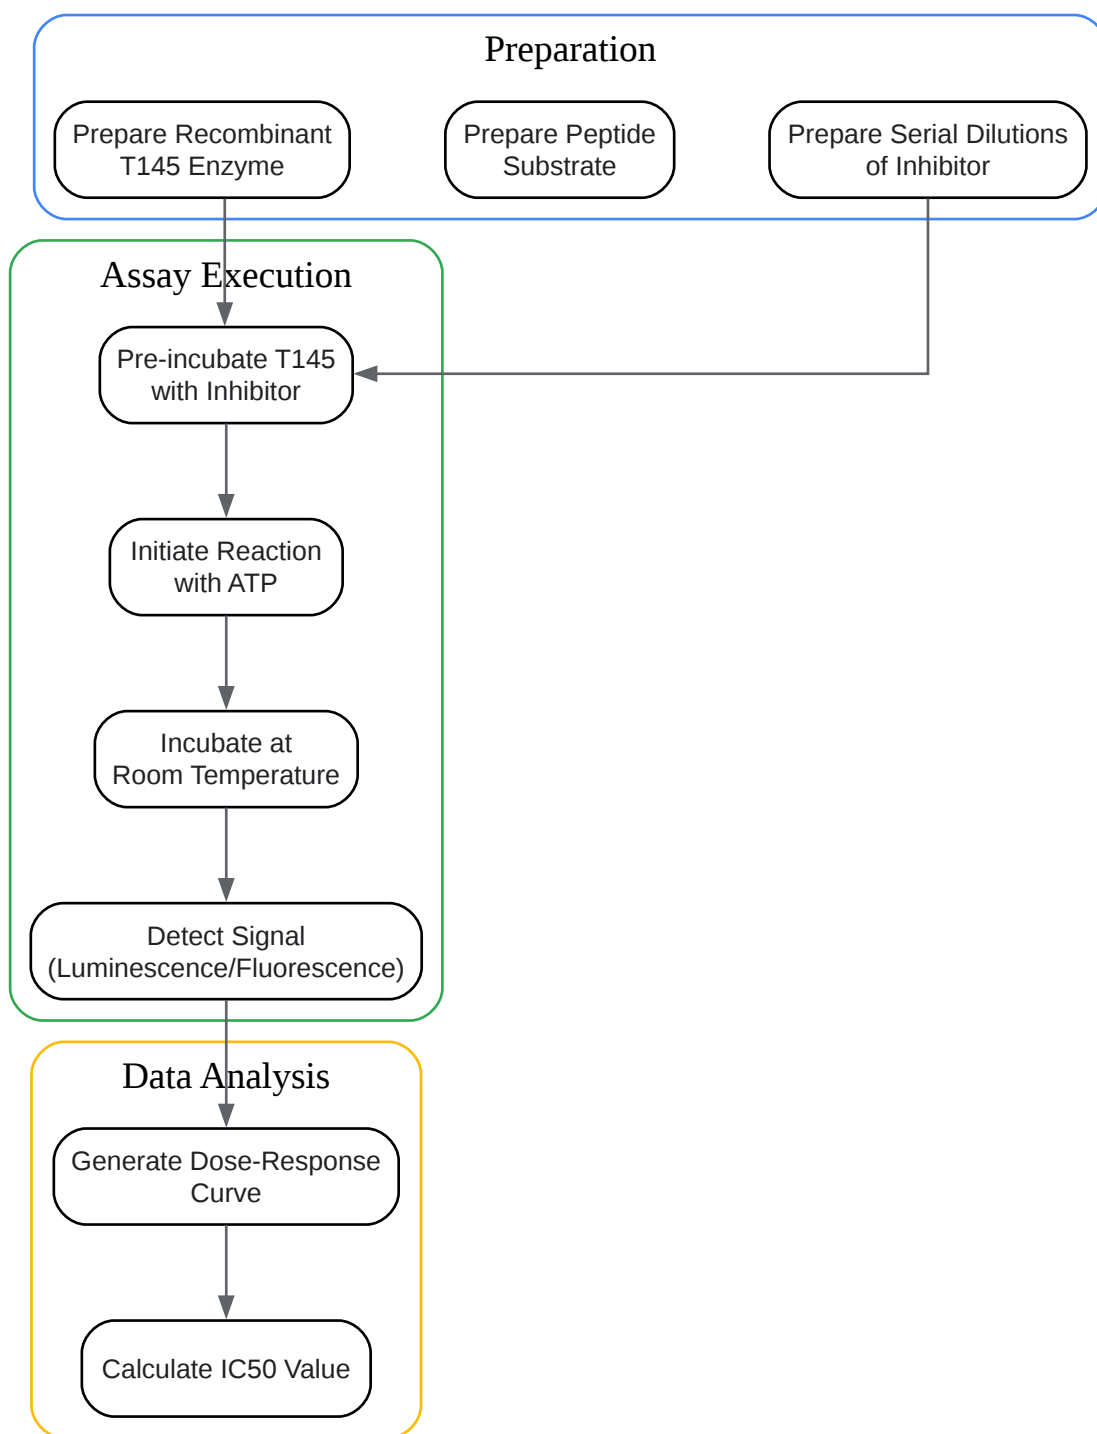 Preparation
Prepare Recombinant
T145 Enzyme
Prepare Peptide
Substrate
Prepare Serial Dilutions
of Inhibitor
Assay Execution
Pre-incubate T145
with Inhibitor
Initiate Reaction
with ATP
Incubate at
Room Temperature
Detect Signal
(Luminescence/Fluorescence)
Data Analysis
Generate Dose-Response
Curve
Calculate IC50 Value